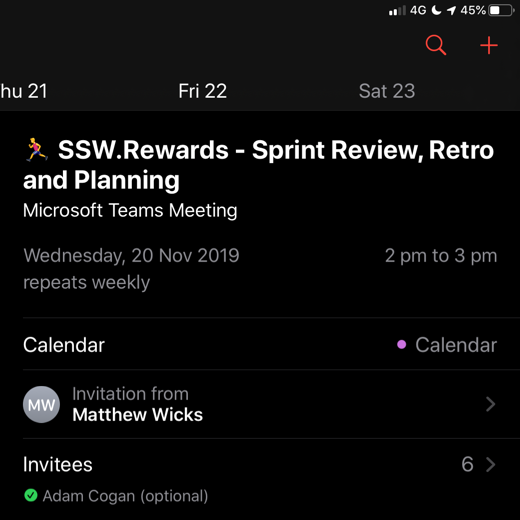 4G 45%
hu 21 Fri 22 Sat 23
🏃 SSW.Rewards - Sprint Review, Retro
and Planning
Microsoft Teams Meeting
Wednesday, 20 Nov 2019 2 pm to 3 pm
repeats weekly
Calendar Calendar
Invitation from
MW Matthew Wicks
Invitees 6
Adam Cogan (optional)